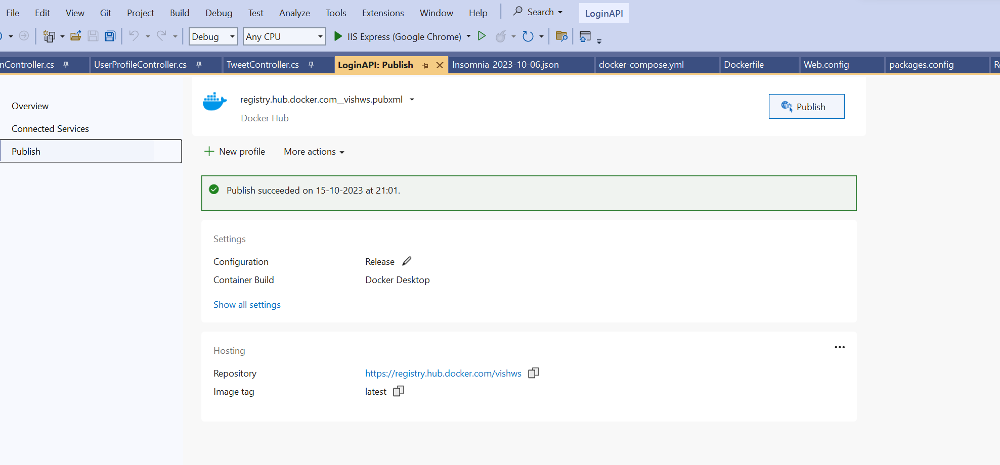 File Edit View Git Project Build Debug Test Analyze Tools Extensions Window Help Search LoginAPI
Debug Any CPU IIS Express (Google Chrome)
nController.cs UserProfileController.cs TweetController.cs LoginAPI: Publish Insomnia_2023-10-06.json docker-compose.yml Dockerfile Web.config packages.config
Overview
Connected Services
Publish
registry.hub.docker.com__vishws.pubxml
Docker Hub
Publish
New profile More actions
Publish succeeded on 15-10-2023 at 21:01.
Settings
Configuration Release
Container Build Docker Desktop
Show all settings
Hosting
Repository https://registry.hub.docker.com/vishws
Image tag latest